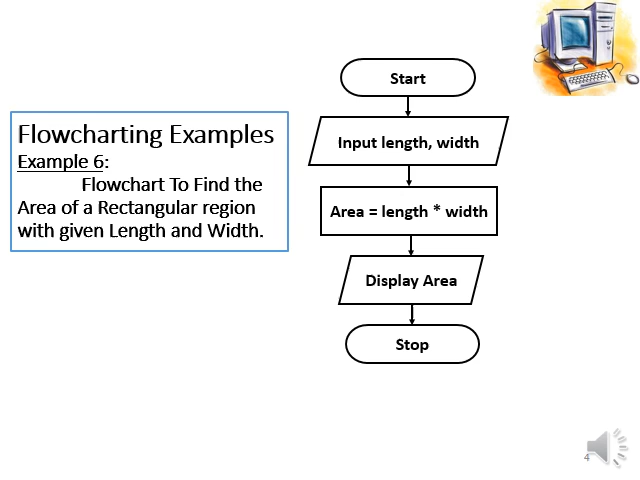 Flowcharting Examples
Example 6:
Flowchart To Find the
Area of a Rectangular region
with given Length and Width.
Start
Input length, width
Area = length * width
Display Area
Stop
4